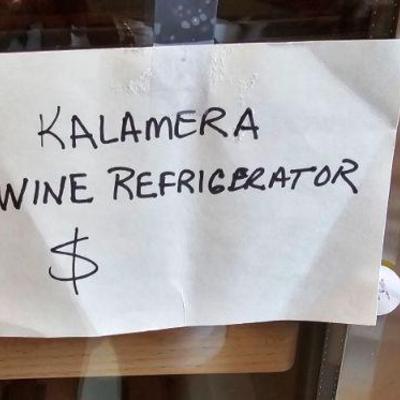 KALAMERA
WINE REFRIGERATOR
$